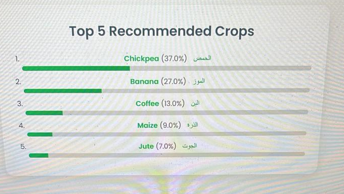 Top 5 Recommended Crops
1. Chickpea (37.0%) الحمص
2. Banana (27.0%) الموز
3. Coffee (13.0%) البن
4. Maize (9.0%) الذرة
5. Jute (7.0%) الجوت